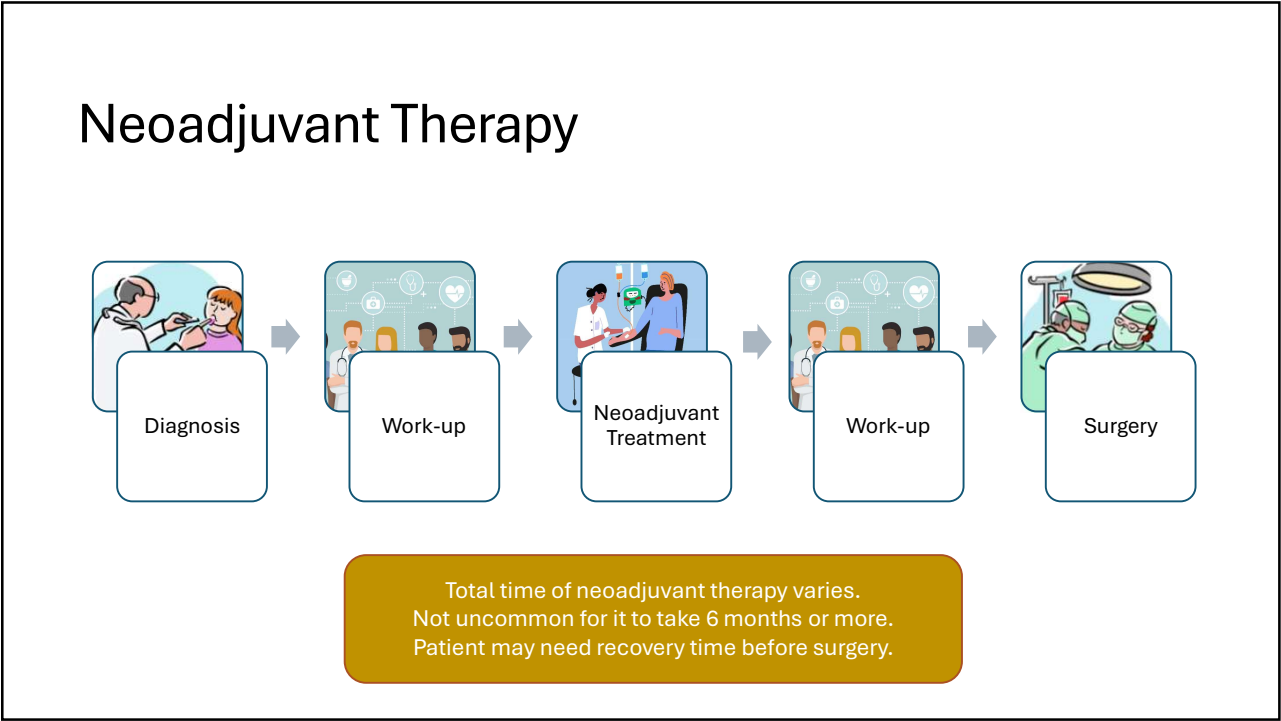 Neoadjuvant Therapy
Diagnosis
Work-up
Neoadjuvant
Treatment
Work-up
Surgery
Total time of neoadjuvant therapy varies.
Not uncommon for it to take 6 months or more.
Patient may need recovery time before surgery.